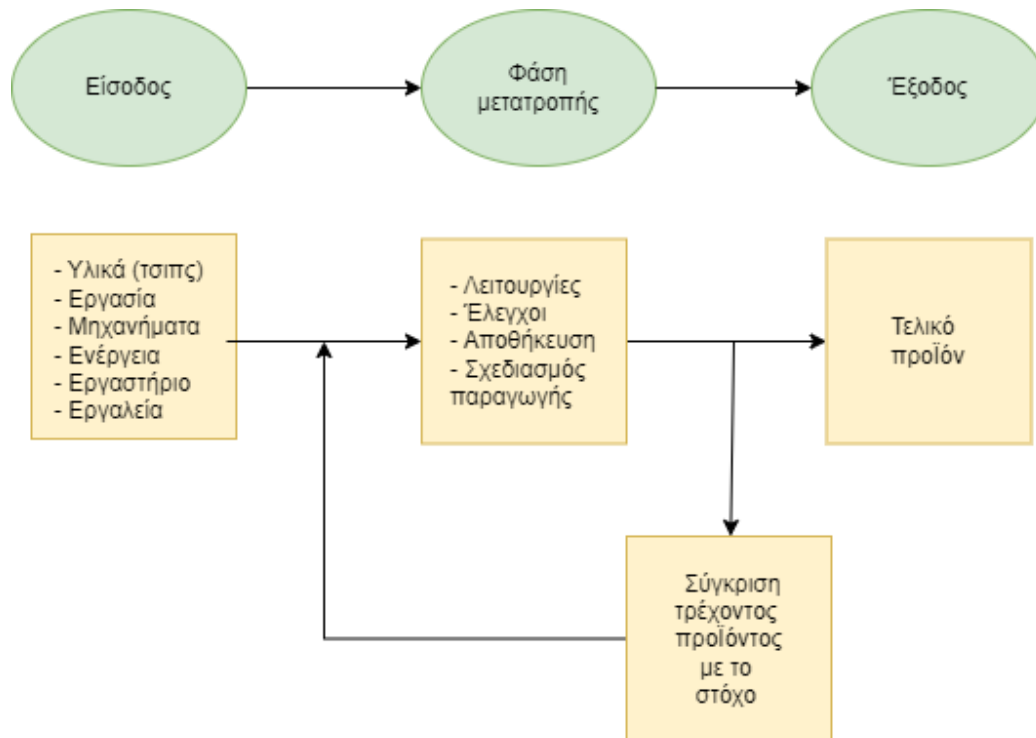 Είσοδος
Φάση
μετατροπής
Έξοδος
- Υλικά (τσιπς)
- Εργασία
- Μηχανήματα
- Ενέργεια
- Εργαστήριο
- Εργαλεία
- Λειτουργίες
- Έλεγχοι
- Αποθήκευση
- Σχεδιασμός
παραγωγής
Τελικό
προΪόν
Σύγκριση
τρέχοντος
προΪόντος
με το
στόχο